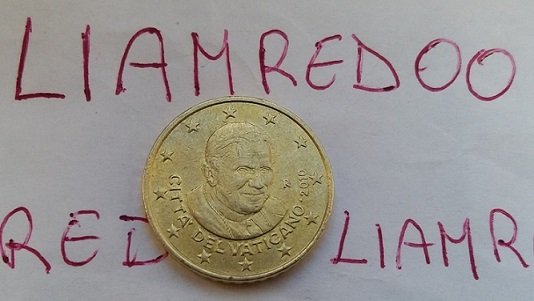 LIAMREDOO
CITTA' DEL VATICANO · 2010
RED LIAMR